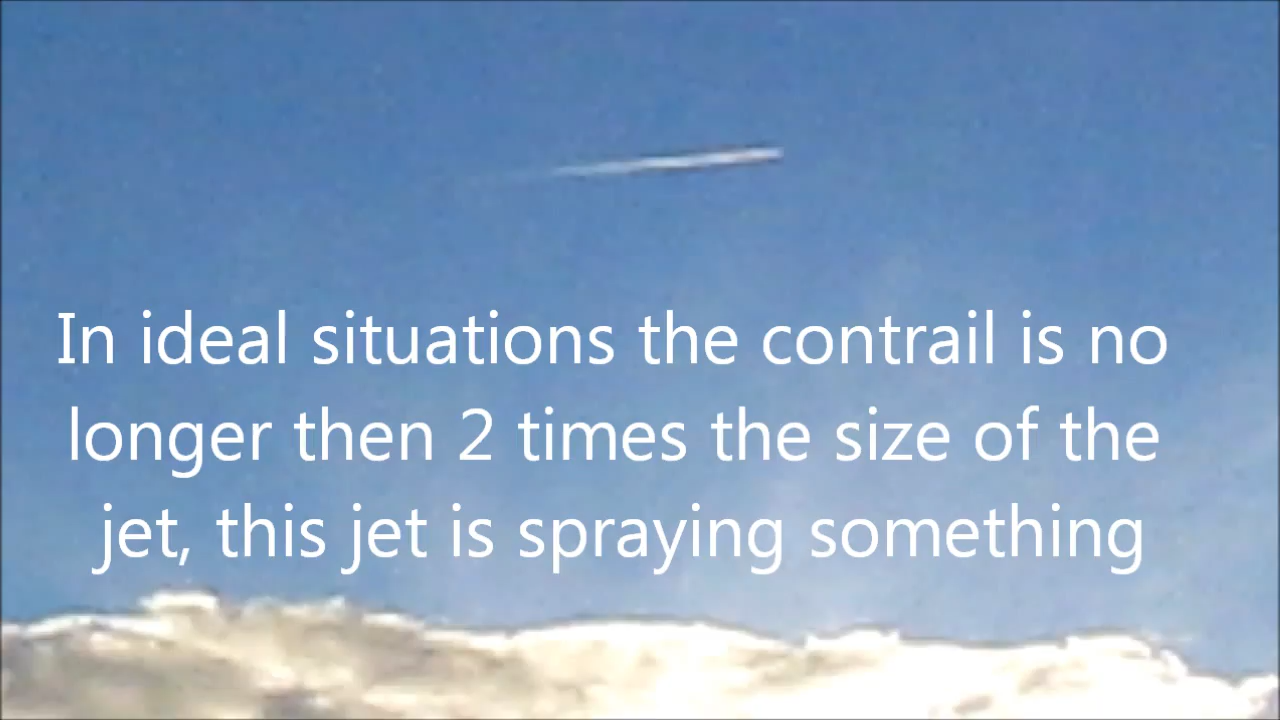 In ideal situations the contrail is no
longer then 2 times the size of the
jet, this jet is spraying something